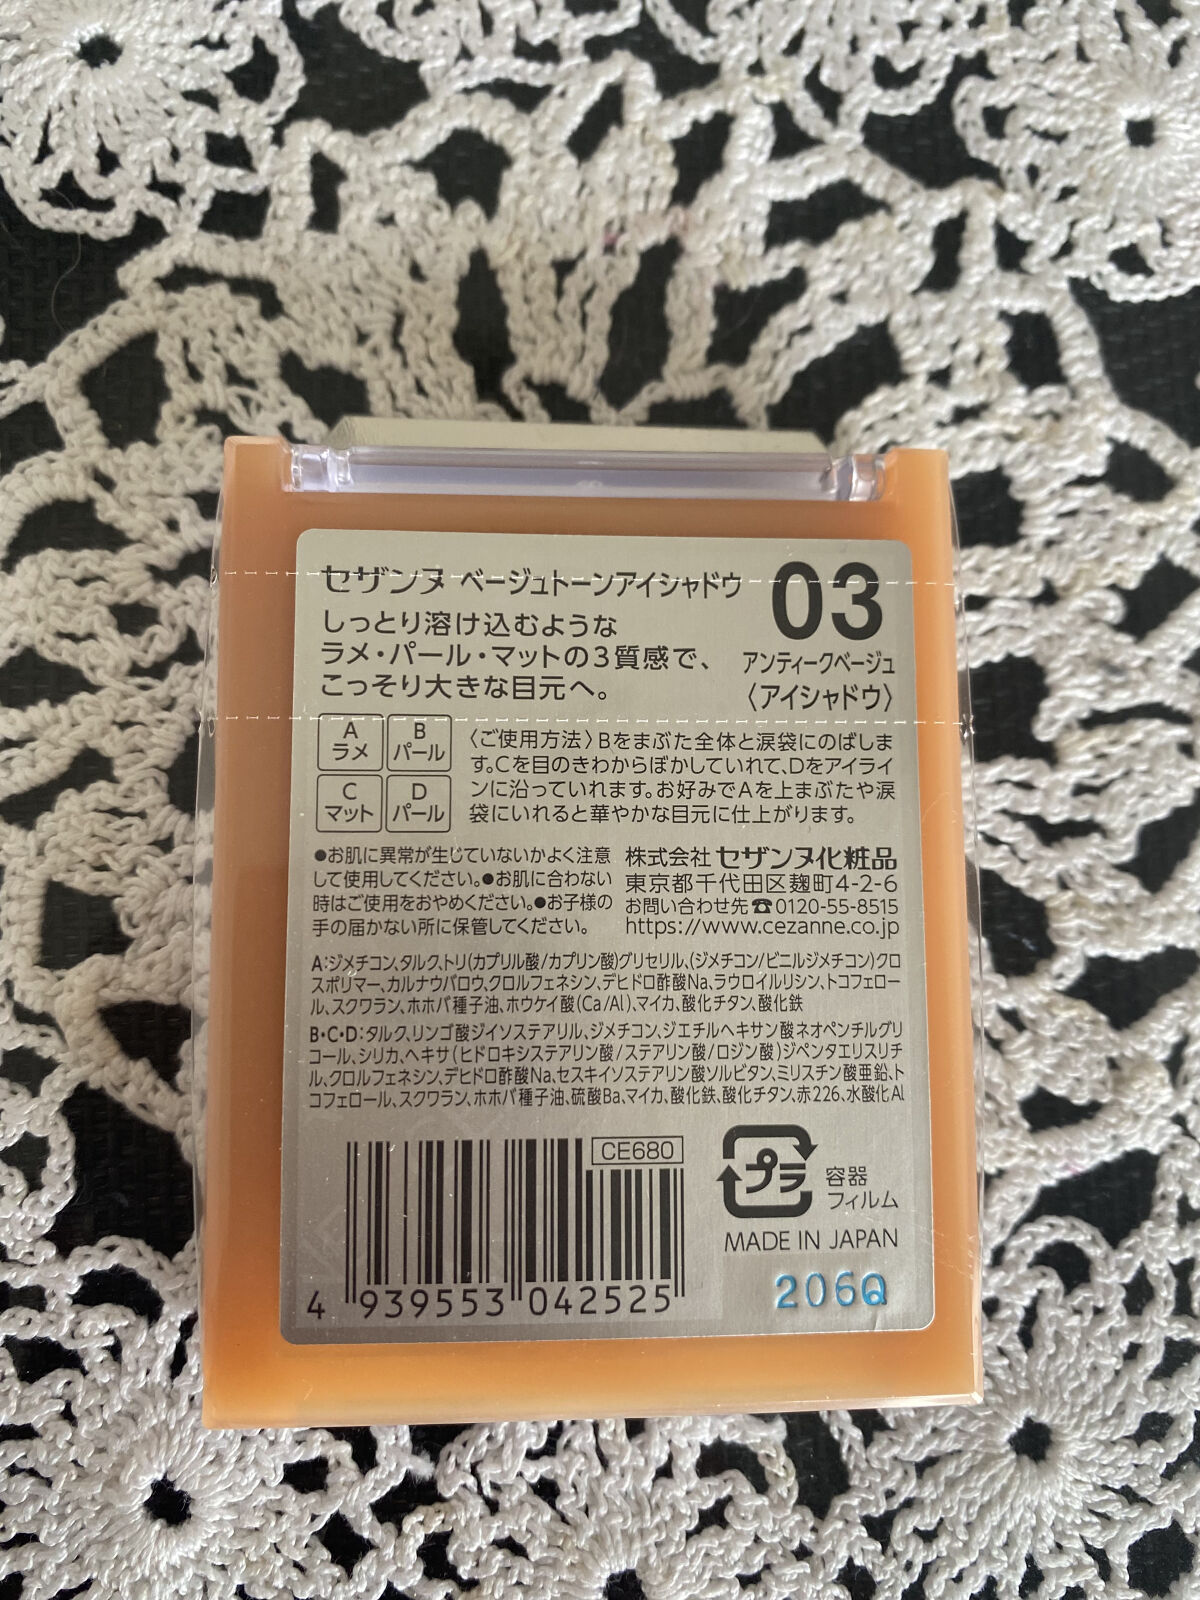 セザンヌ ベージュトーンアイシャドウ
03
アンティークベージュ
〈アイシャドウ〉
しっとり溶け込むような
ラメ・パール・マットの3質感で、
こっそり大きな目元へ。
A
ラメ
B
パール
C
マット
D
パール
〈ご使用方法〉Bをまぶた全体と涙袋にのばしま
す。Cを目のきわからぼかしていれて、Dをアイライ
ンに沿っていれます。お好みでAを上まぶたや涙
袋にいれると華やかな目元に仕上がります。
●お肌に異常が生じていないかよく注意
して使用してください。●お肌に合わない
時はご使用をおやめください。●お子様の
手の届かない所に保管してください。
株式会社 セザンヌ化粧品
東京都千代田区麹町4-2-6
お問い合わせ先☎0120-55-8515
https://www.cezanne.co.jp
A:ジメチコン、タルク、トリ(カプリル酸/カプリン酸)グリセリル、(ジメチコン/ビニルジメチコン)クロ
スポリマー、カルナウバロウ、クロルフェネシン、デヒドロ酢酸Na、ラウロイルリシン、トコフェロー
ル、スクワラン、ホホバ種子油、ホウケイ酸(Ca/Al)、マイカ、酸化チタン、酸化鉄
B・C・D:タルク、リンゴ酸ジイソステアリル、ジメチコン、ジエチルヘキサン酸ネオペンチルグリ
コール、シリカ、ヘキサ(ヒドロキシステアリン酸/ステアリン酸/ロジン酸)ジペンタエリスリチ
ル、クロルフェネシン、デヒドロ酢酸Na、セスキイソステアリン酸ソルビタン、ミリスチン酸亜鉛、ト
コフェロール、スクワラン、ホホバ種子油、硫酸Ba、マイカ、酸化鉄、酸化チタン、赤226、水酸化Al
CE680
4 939553 042525
プラ
容器
フィルム
MADE IN JAPAN
206Q